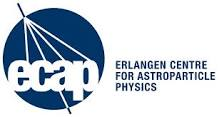 ecap
ERLANGEN CENTRE
FOR ASTROPARTICLE
PHYSICS